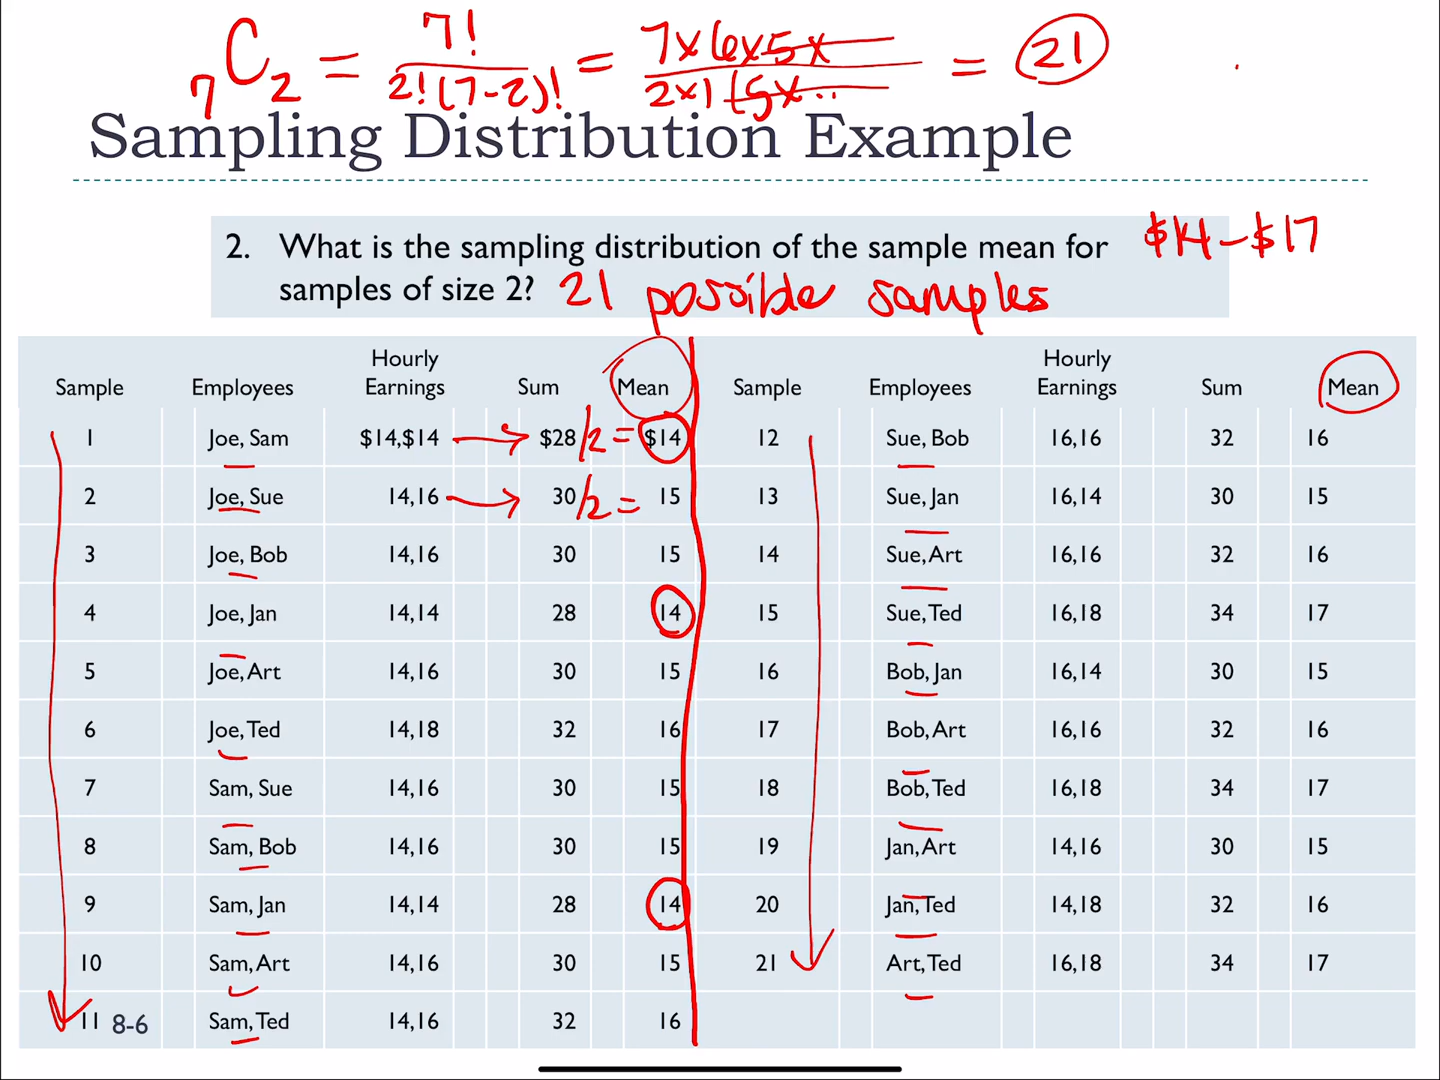 7C2 = 7! / 2!(7-2)! = 7x6x5x / 2x1(5x.. = 21
Sampling Distribution Example
2. What is the sampling distribution of the sample mean for $14-$17
samples of size 2? 21 possible samples
Sample Employees Hourly Earnings Sum Mean Sample Employees Hourly Earnings Sum Mean
1 Joe, Sam $14,$14 $28 /2 = $14 12 Sue, Bob 16,16 32 16
2 Joe, Sue 14,16 30 /2 = 15 13 Sue, Jan 16,14 30 15
3 Joe, Bob 14,16 30 15 14 Sue, Art 16,16 32 16
4 Joe, Jan 14,14 28 14 15 Sue, Ted 16,18 34 17
5 Joe, Art 14,16 30 15 16 Bob, Jan 16,14 30 15
6 Joe, Ted 14,18 32 16 17 Bob, Art 16,16 32 16
7 Sam, Sue 14,16 30 15 18 Bob, Ted 16,18 34 17
8 Sam, Bob 14,16 30 15 19 Jan, Art 14,16 30 15
9 Sam, Jan 14,14 28 14 20 Jan, Ted 14,18 32 16
10 Sam, Art 14,16 30 15 21 Art, Ted 16,18 34 17
11 8-6 Sam, Ted 14,16 32 16